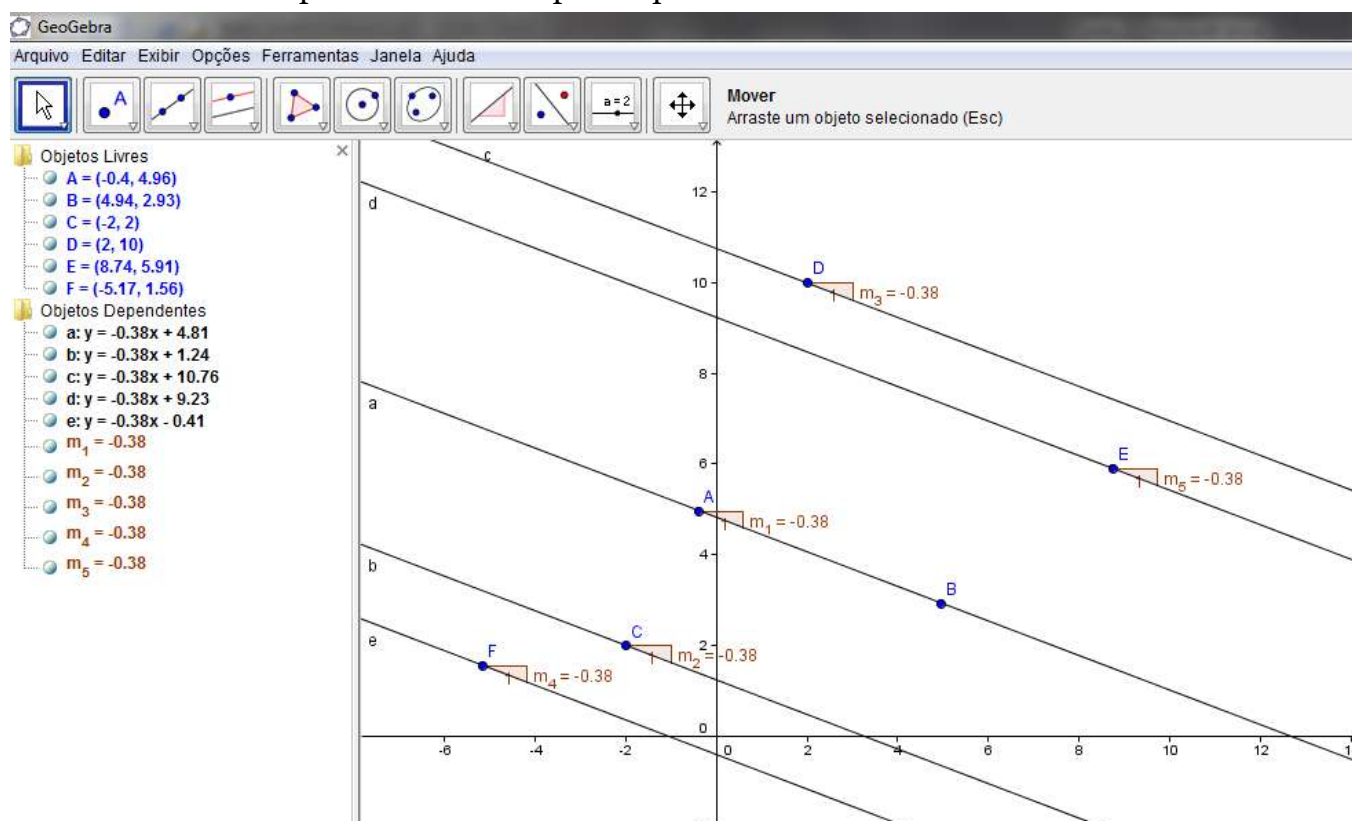 GeoGebra
Arquivo Editar Exibir Opções Ferramentas Janela Ajuda
A
a = 2
Mover
Arraste um objeto selecionado (Esc)
Objetos Livres
A = (-0.4, 4.96)
B = (4.94, 2.93)
C = (-2, 2)
D = (2, 10)
E = (8.74, 5.91)
F = (-5.17, 1.56)
Objetos Dependentes
a: y = -0.38x + 4.81
b: y = -0.38x + 1.24
c: y = -0.38x + 10.76
d: y = -0.38x + 9.23
e: y = -0.38x - 0.41
m1 = -0.38
m2 = -0.38
m3 = -0.38
m4 = -0.38
m5 = -0.38
c
12
d
D
10
1 m3 = -0.38
8
a
E
6
1 m5 = -0.38
A
1 m1 = -0.38
4
b
B
C
2
1 m2 = -0.38
e
F
1 m4 = -0.38
0
-6 -4 -2 0 2 4 6 8 10 12 1